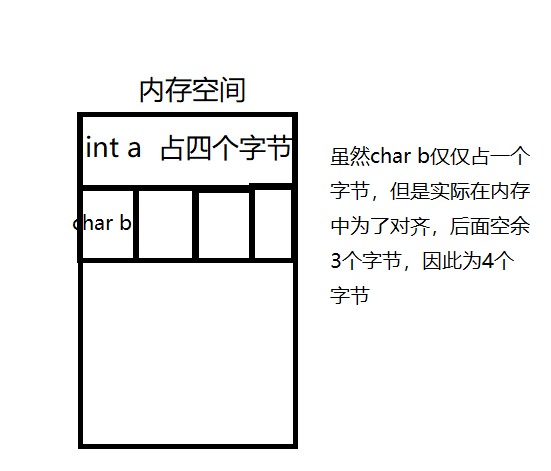 内存空间
int a 占四个字节
char b
虽然char b仅仅占一个
字节，但是实际在内存
中为了对齐，后面空余
3个字节，因此为4个
字节